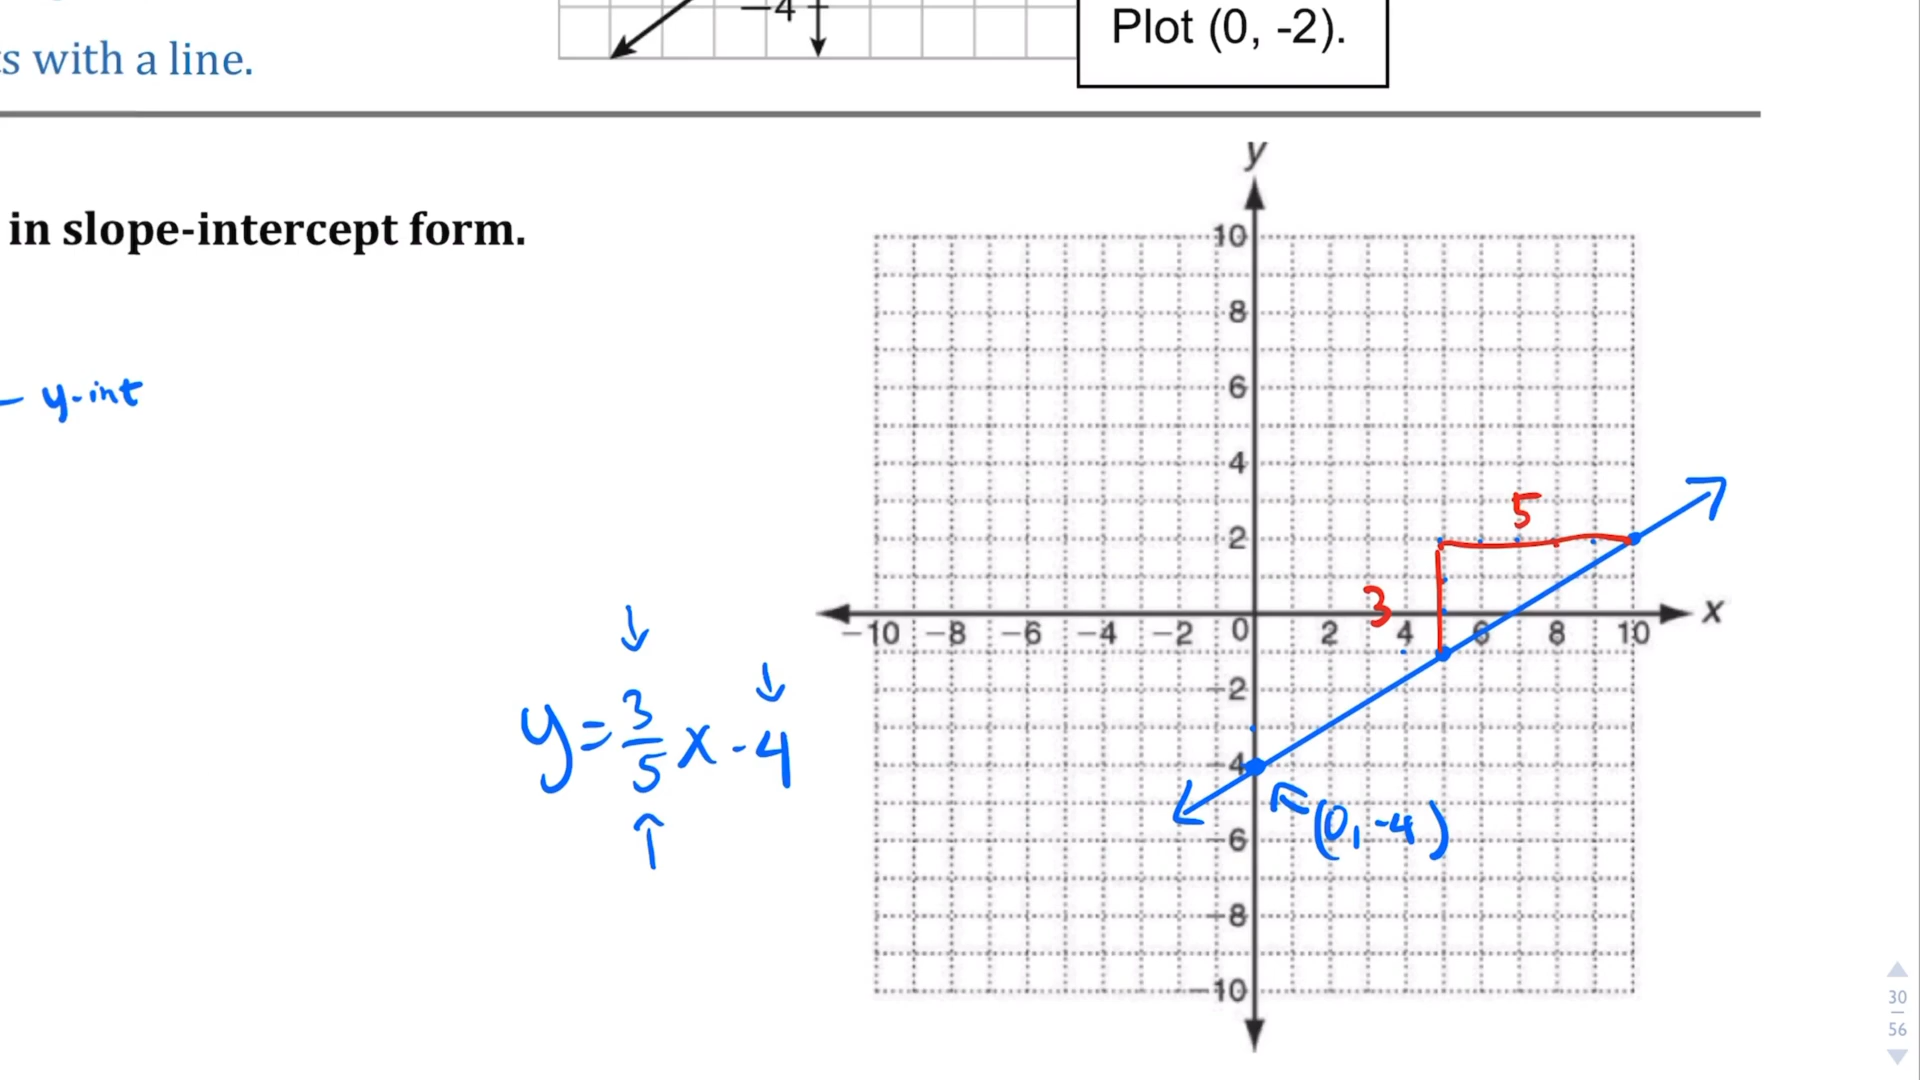 -4
Plot (0, -2).
s with a line.
y
in slope-intercept form.
10
8
6
- y-int
4
5
2
3
x
-10 -8 -6 -4 -2 0 2 4 6 8 10
-2
y = 3/5 x - 4
-4
(0, -4)
-6
-8
-10
30
56